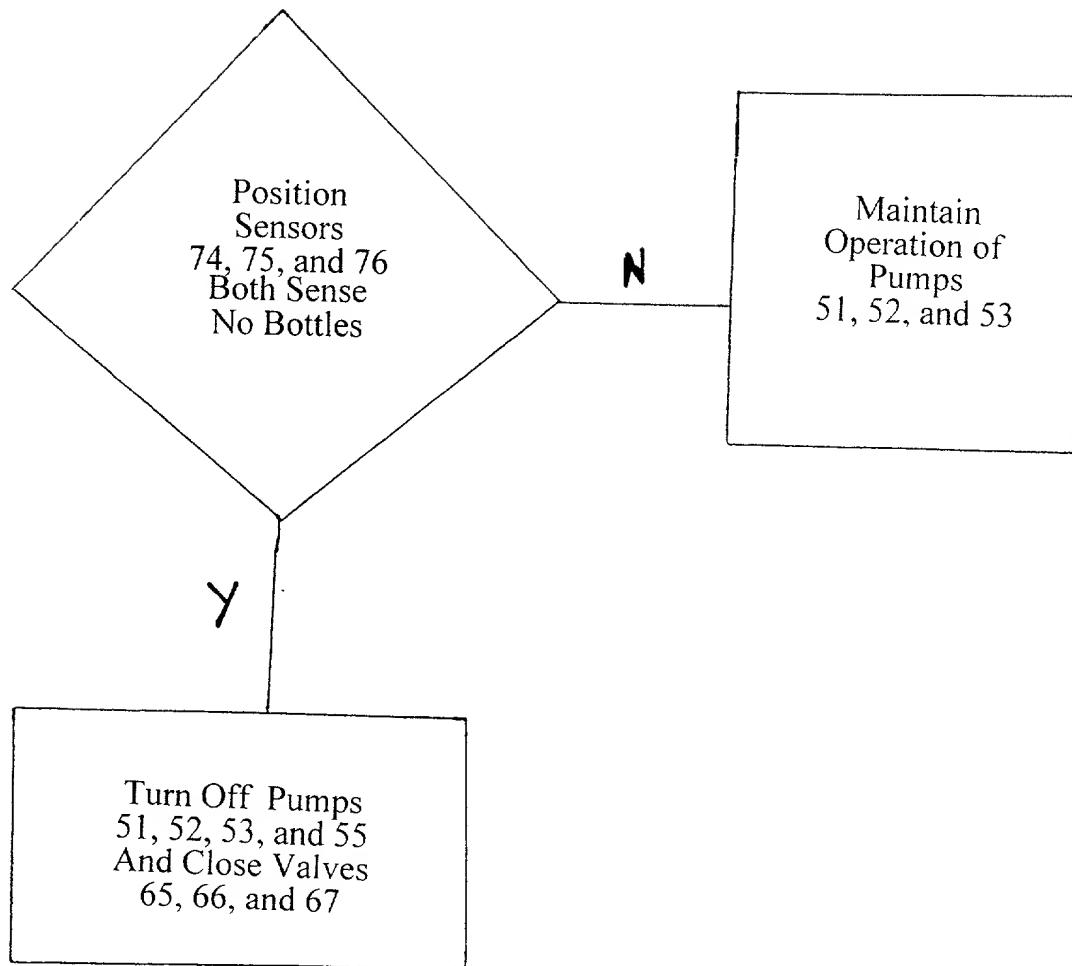 Position
Sensors
74, 75, and 76
Both Sense
No Bottles
N
Maintain
Operation of
Pumps
51, 52, and 53
Y
Turn Off Pumps
51, 52, 53, and 55
And Close Valves
65, 66, and 67